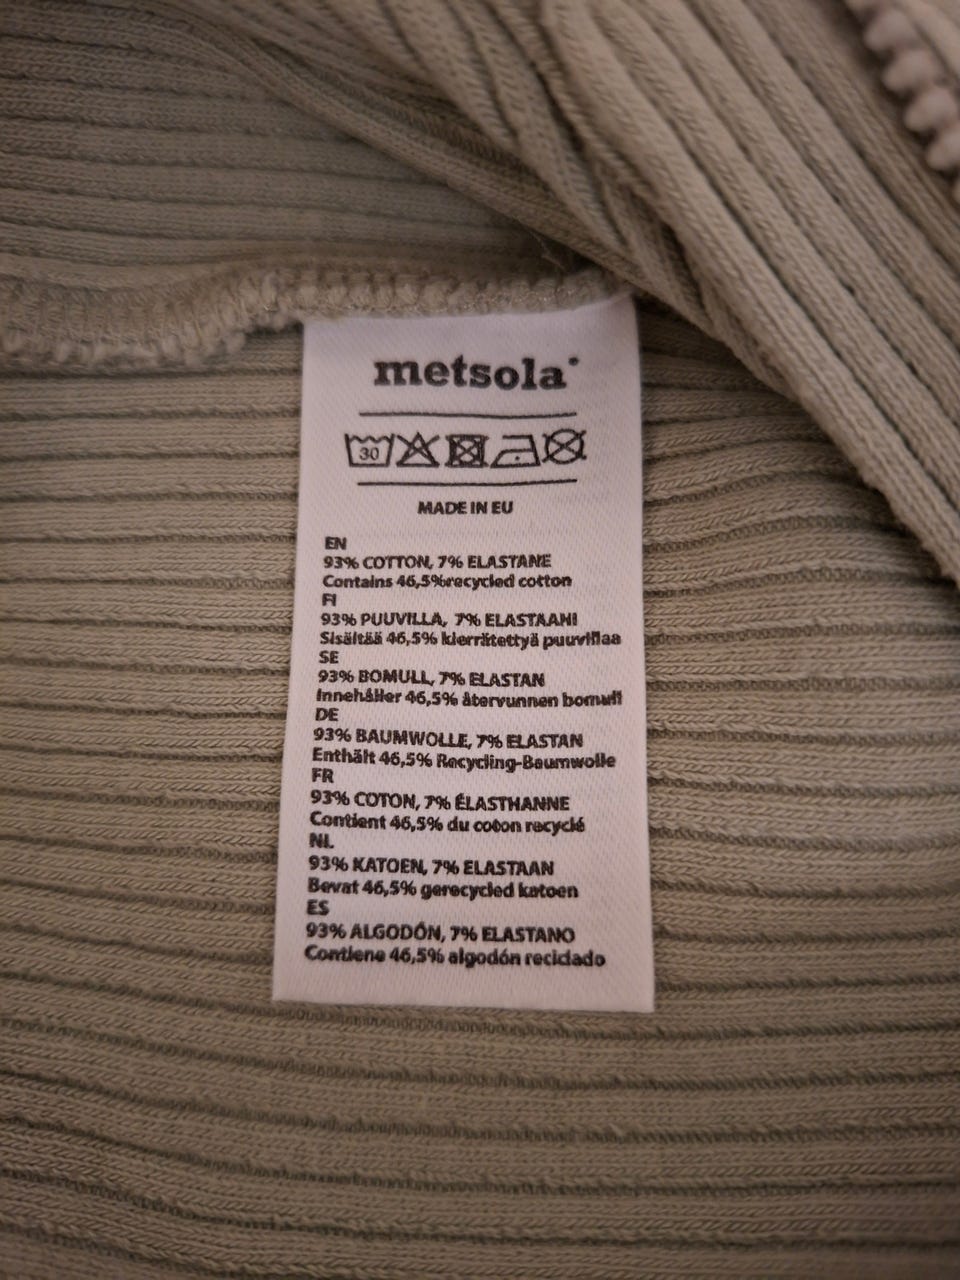 metsola
30
MADE IN EU
EN
93% COTTON, 7% ELASTANE
Contains 46,5%recycled cotton
FI
93% PUUVILLA, 7% ELASTAANI
Sisältää 46,5% kierrätettyä puuvillaa
SE
93% BOMULL, 7% ELASTAN
Innehåller 46,5% återvunnen bomull
DE
93% BAUMWOLLE, 7% ELASTAN
Enthält 46,5% Recycling-Baumwolle
FR
93% COTON, 7% ÉLASTHANNE
Contient 46,5% du coton recyclé
NL
93% KATOEN, 7% ELASTAAN
Bevat 46,5% gerecycled katoen
ES
93% ALGODÓN, 7% ELASTANO
Contiene 46,5% algodón reciclado